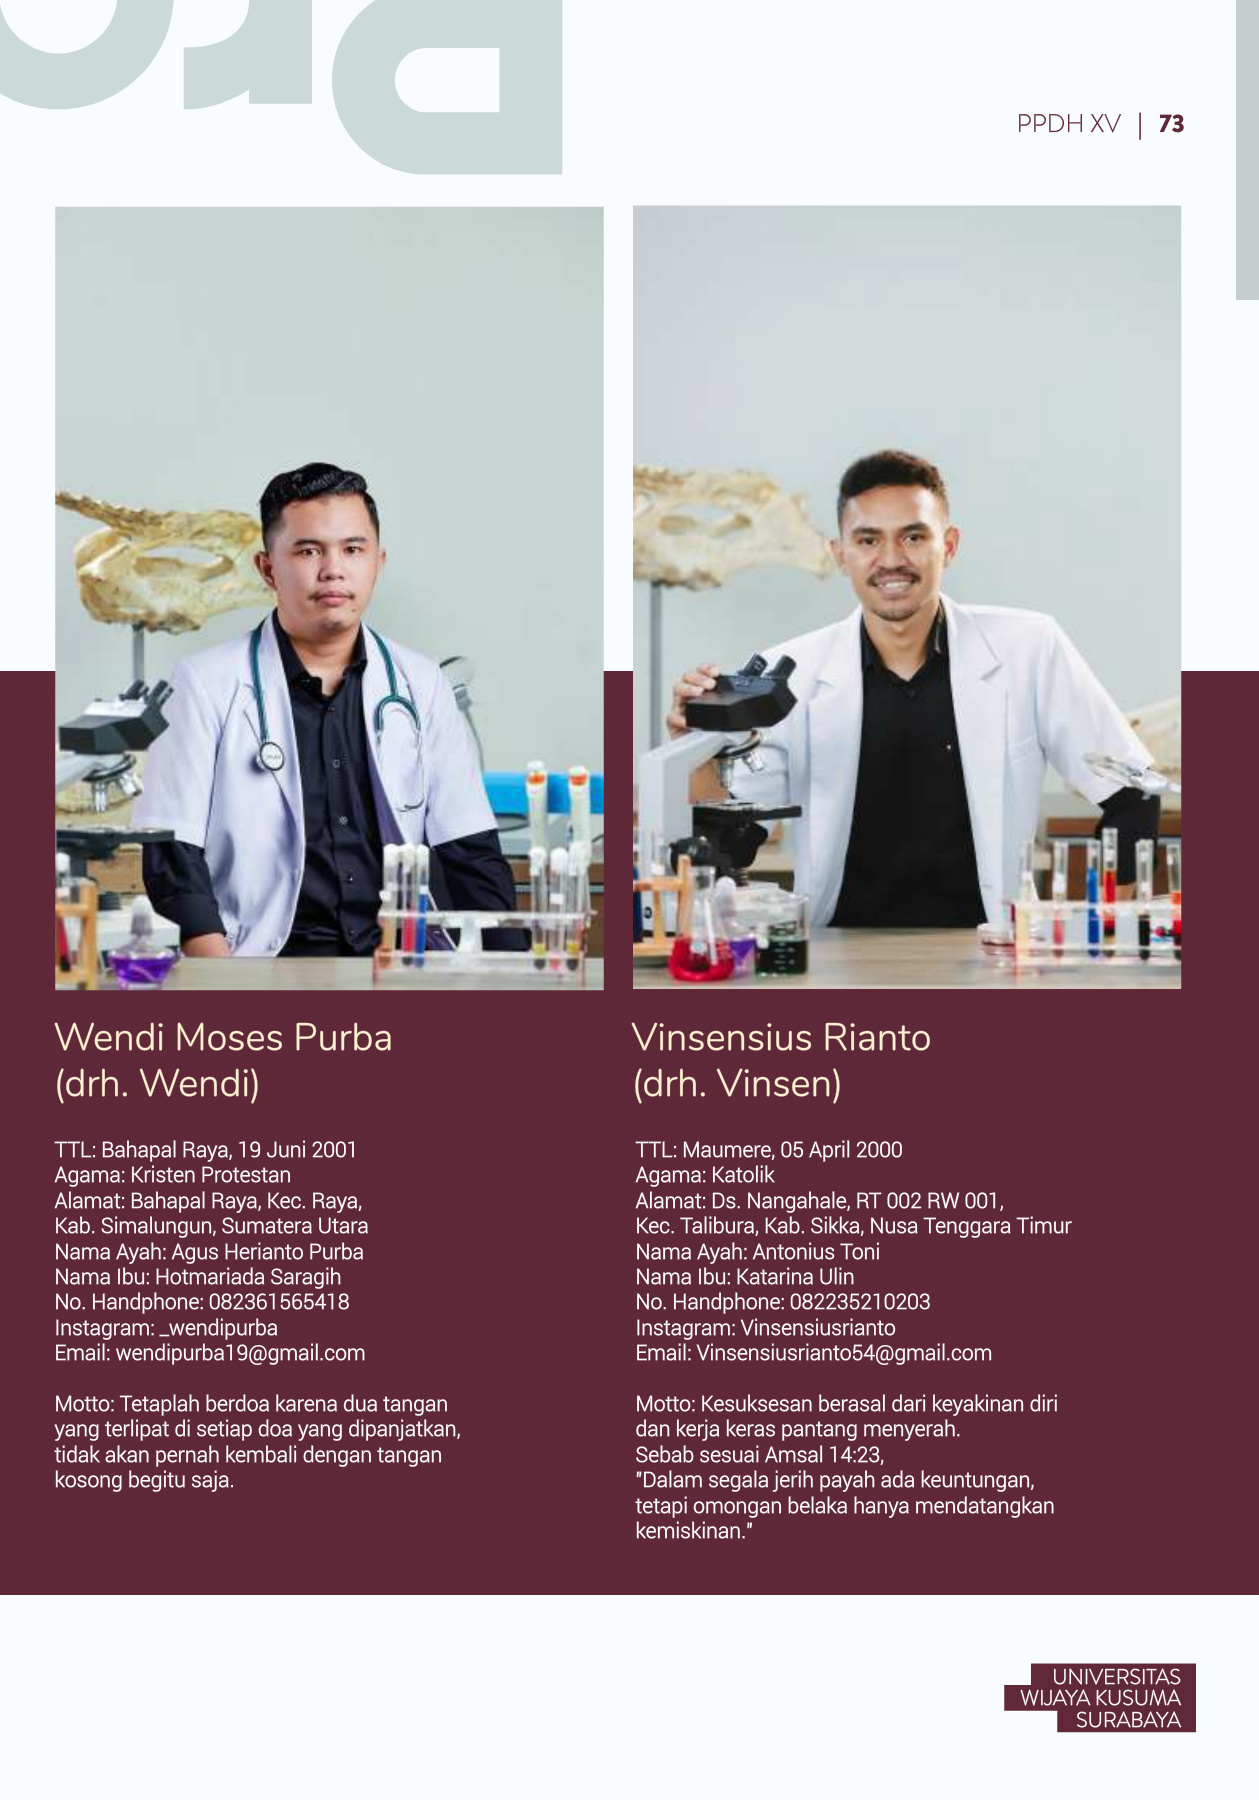 PPDH XV | 73
Wendi Moses Purba
(drh. Wendi)
TTL: Bahapal Raya, 19 Juni 2001
Agama: Kristen Protestan
Alamat: Bahapal Raya, Kec. Raya,
Kab. Simalungun, Sumatera Utara
Nama Ayah: Agus Herianto Purba
Nama Ibu: Hotmariada Saragih
No. Handphone: 082361565418
Instagram: _wendipurba
Email: wendipurba19@gmail.com
Motto: Tetaplah berdoa karena dua tangan
yang terlipat di setiap doa yang dipanjatkan,
tidak akan pernah kembali dengan tangan
kosong begitu saja.
Vinsensius Rianto
(drh. Vinsen)
TTL: Maumere, 05 April 2000
Agama: Katolik
Alamat: Ds. Nangahale, RT 002 RW 001,
Kec. Talibura, Kab. Sikka, Nusa Tenggara Timur
Nama Ayah: Antonius Toni
Nama Ibu: Katarina Ulin
No. Handphone: 082235210203
Instagram: Vinsensiusrianto
Email: Vinsensiusrianto54@gmail.com
Motto: Kesuksesan berasal dari keyakinan diri
dan kerja keras pantang menyerah.
Sebab sesuai Amsal 14:23,
"Dalam segala jerih payah ada keuntungan,
tetapi omongan belaka hanya mendatangkan
kemiskinan."
UNIVERSITAS
WIJAYA KUSUMA
SURABAYA